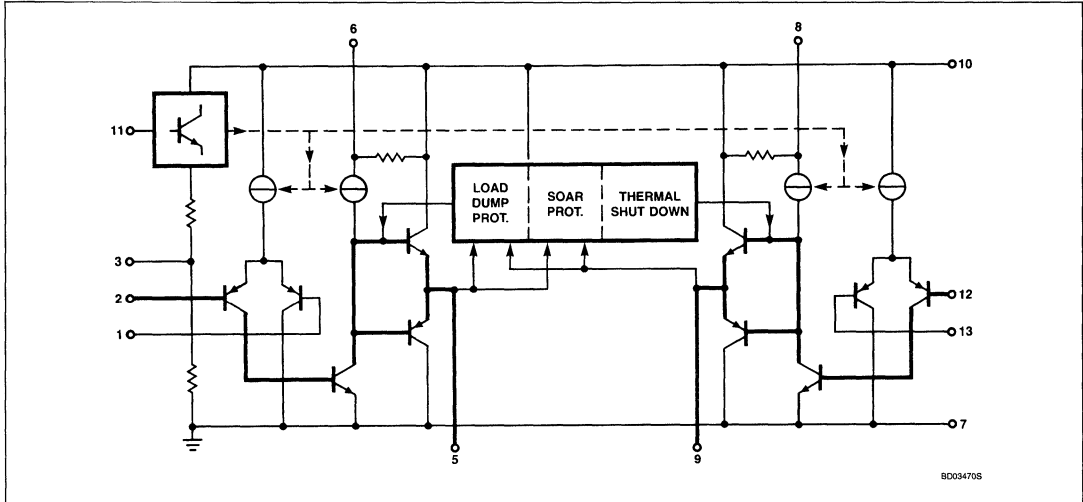 6
8
10
11
LOAD
DUMP
PROT.
SOAR
PROT.
THERMAL
SHUT DOWN
3
2
12
1
13
7
5
9
BD03470S